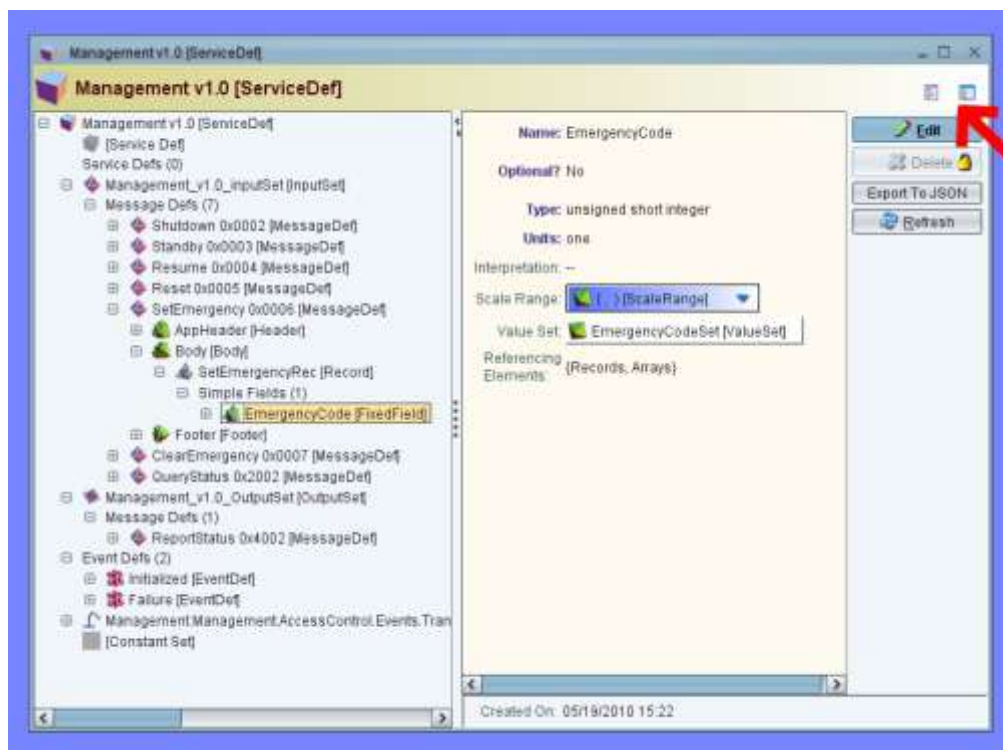 Management v1.0 [ServiceDef]
Management v1.0 [ServiceDef]
Management v1.0 [ServiceDef]
[Service Def]
Service Defs (0)
Management_v1.0_InputSet [InputSet]
Message Defs (7)
Shutdown 0x0002 [MessageDef]
Standby 0x0003 [MessageDef]
Resume 0x0004 [MessageDef]
Reset 0x0005 [MessageDef]
SetEmergency 0x0006 [MessageDef]
AppHeader [Header]
Body [Body]
SetEmergencyRec [Record]
Simple Fields (1)
EmergencyCode [FixedField]
Footer [Footer]
ClearEmergency 0x0007 [MessageDef]
QueryStatus 0x2002 [MessageDef]
Management_v1.0_OutputSet [OutputSet]
Message Defs (1)
ReportStatus 0x4002 [MessageDef]
Event Defs (2)
Initialized [EventDef]
Failure [EventDef]
Management.Management.AccessControl.Events.Tran
[Constant Set]
Name: EmergencyCode
Optional? No
Type: unsigned short integer
Units: one
Interpretation: --
Scale Range: [ , ] [ScaleRange]
Value Set: EmergencyCodeSet [ValueSet]
Referencing
Elements: {Records, Arrays}
Created On: 05/19/2010 15:22
Edit
Delete
Export To JSON
Refresh